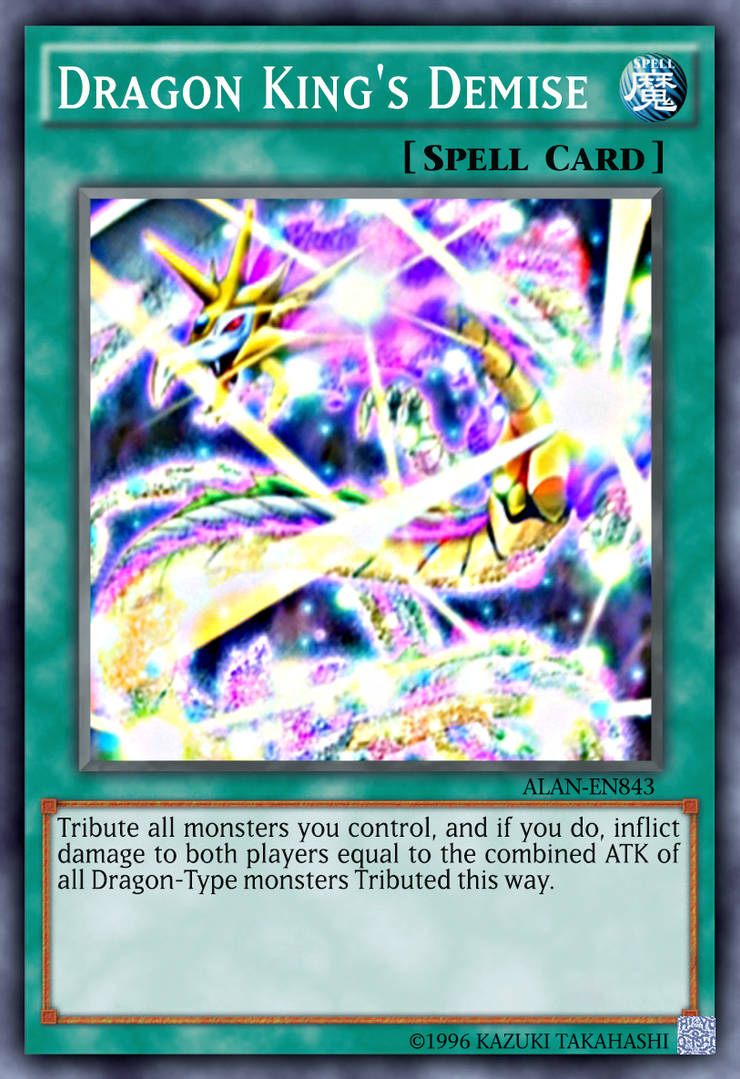 Dragon King's Demise
SPELL
魔
[Spell Card]
ALAN-EN843
Tribute all monsters you control, and if you do, inflict
damage to both players equal to the combined ATK of
all Dragon-Type monsters Tributed this way.
©1996 KAZUKI TAKAHASHI